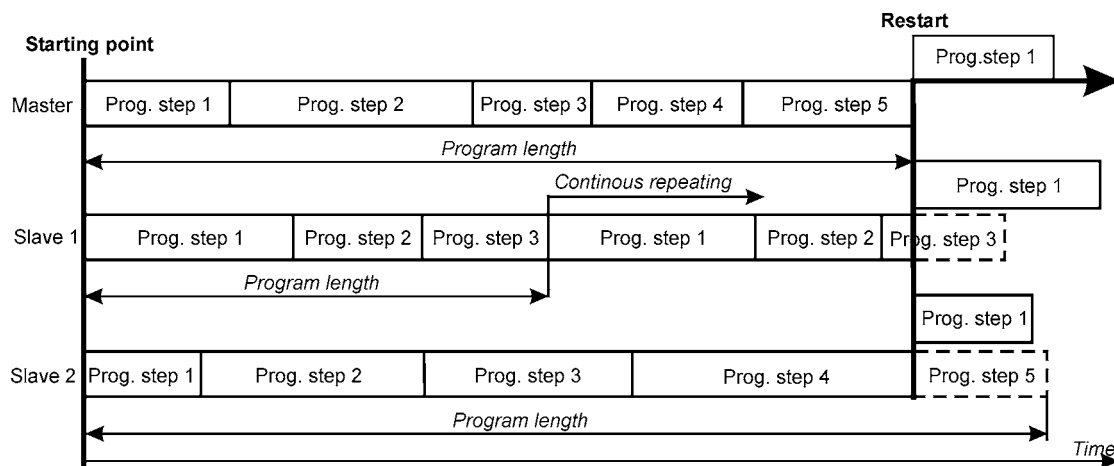 Restart
Starting point
Prog.step 1
Master
Prog. step 1 Prog. step 2 Prog. step 3 Prog. step 4 Prog. step 5
Program length
Continous repeating
Prog. step 1
Slave 1
Prog. step 1 Prog. step 2 Prog. step 3 Prog. step 1 Prog. step 2 Prog. step 3
Program length
Prog. step 1
Slave 2
Prog. step 1 Prog. step 2 Prog. step 3 Prog. step 4 Prog. step 5
Program length
Time